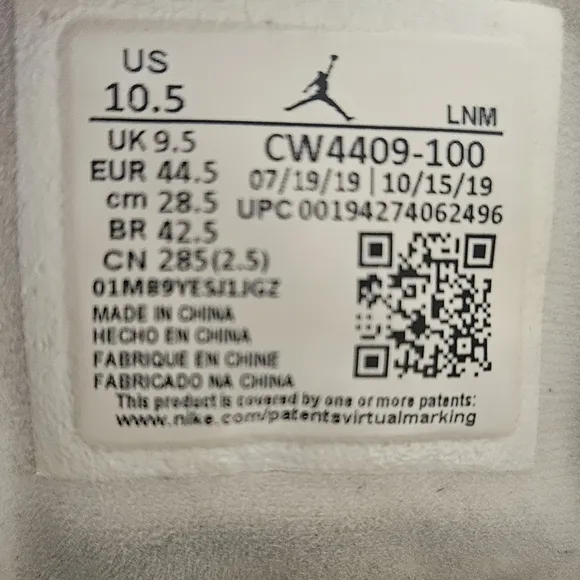 US
10.5
LNM
UK 9.5
CW4409-100
EUR 44.5
07/19/19 | 10/15/19
cm 28.5
UPC 00194274062496
BR 42.5
CN 285(2.5)
MADE IN CHINA
HECHO EN CHINA
FABRIQUE EN CHINE
FABRICADO NA CHINA
This product is covered by one or more patents:
www.nike.com/patentsvirtualmarking